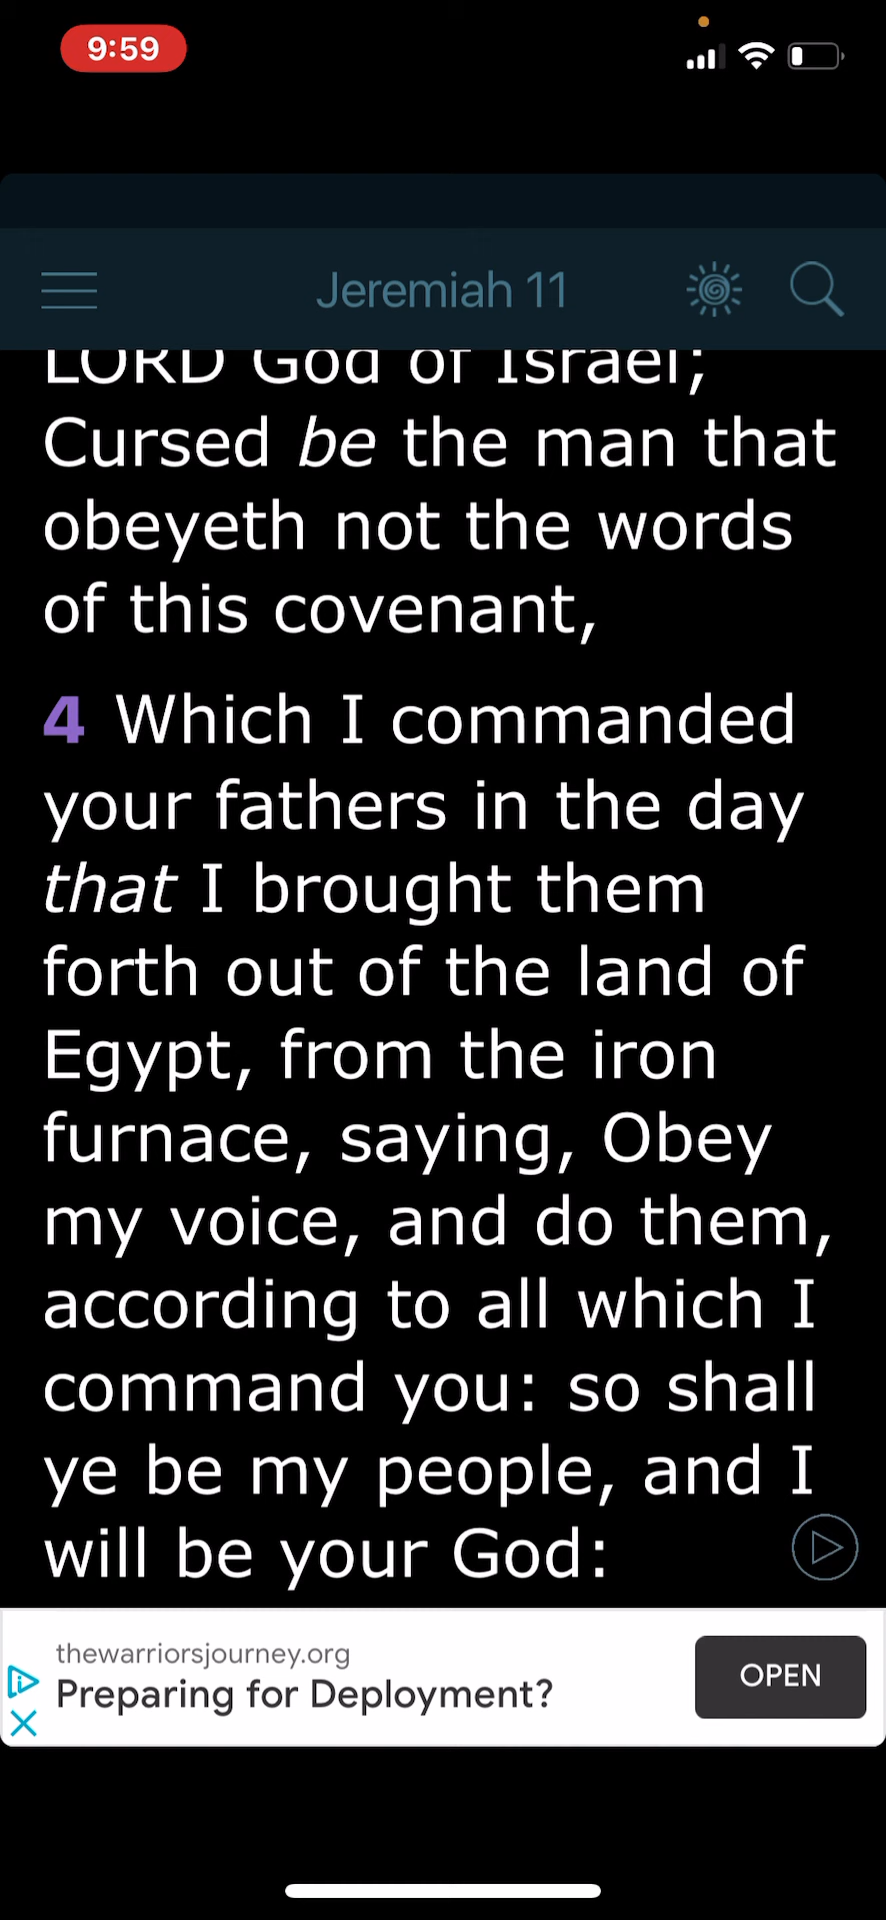 9:59
Jeremiah 11
LORD God of Israel;
Cursed be the man that
obeyeth not the words
of this covenant,
4 Which I commanded
your fathers in the day
that I brought them
forth out of the land of
Egypt, from the iron
furnace, saying, Obey
my voice, and do them,
according to all which I
command you: so shall
ye be my people, and I
will be your God:
thewarriorsjourney.org
Preparing for Deployment?
OPEN